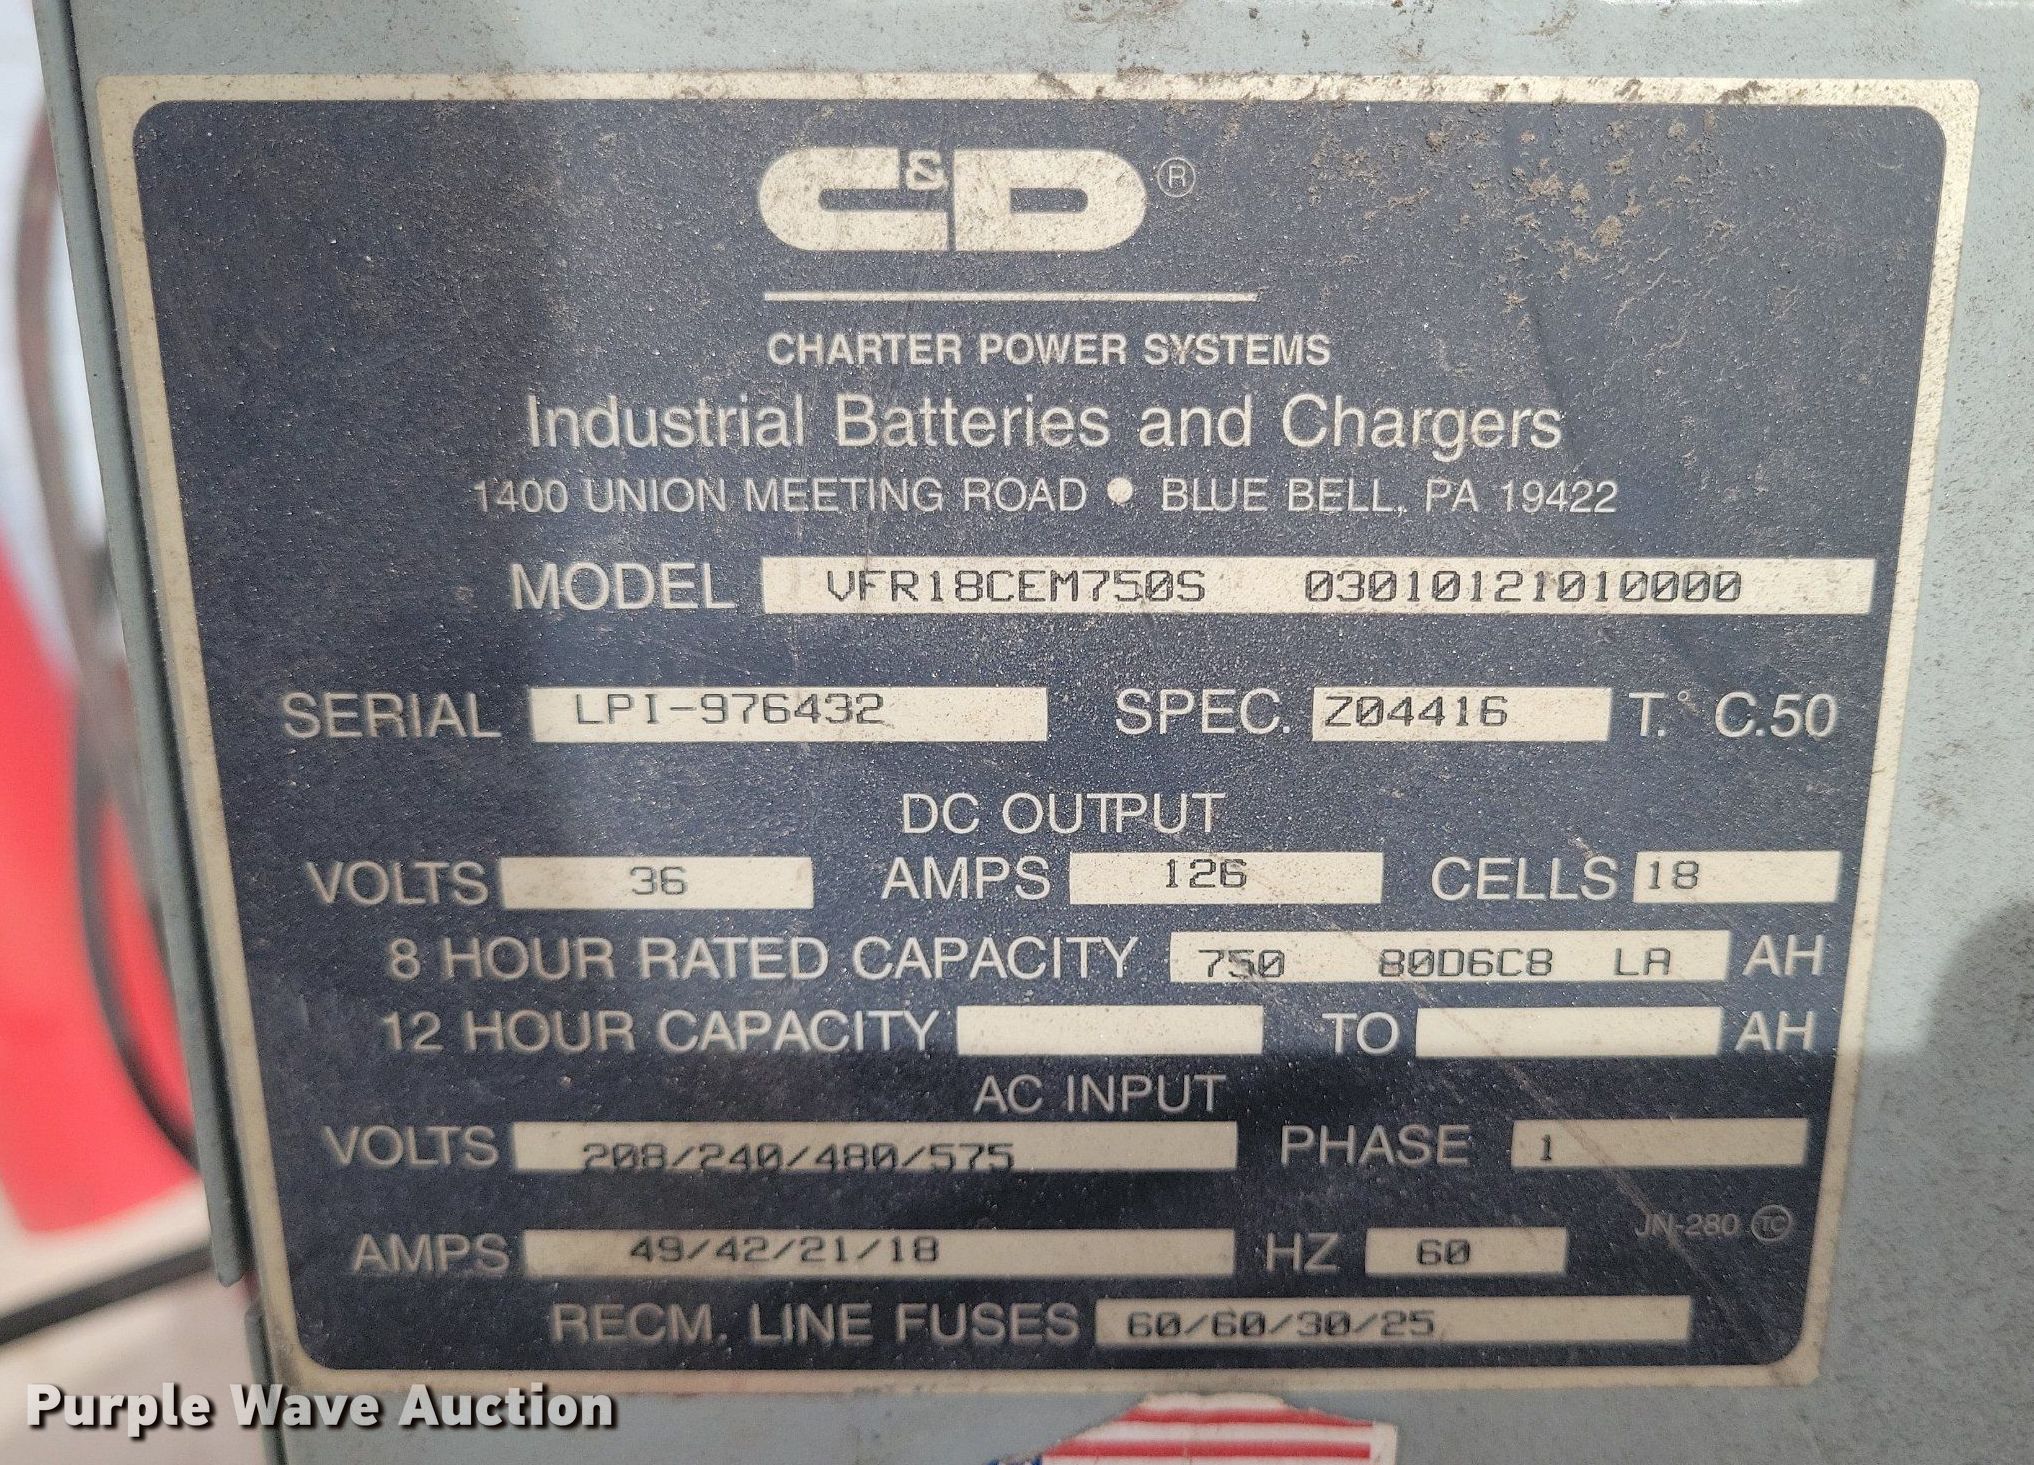 C&D ®
CHARTER POWER SYSTEMS
Industrial Batteries and Chargers
1400 UNION MEETING ROAD • BLUE BELL, PA 19422
MODEL VFR18CEM750S 03010121010000
SERIAL LPI-976432 SPEC. Z04416 T.° C.50
DC OUTPUT
VOLTS 36 AMPS 126 CELLS 18
8 HOUR RATED CAPACITY 750 80D6C8 LA AH
12 HOUR CAPACITY TO AH
AC INPUT
VOLTS 208/240/480/575 PHASE 1
JN-280 TC
AMPS 49/42/21/18 HZ 60
RECM. LINE FUSES 60/60/30/25
Purple Wave Auction